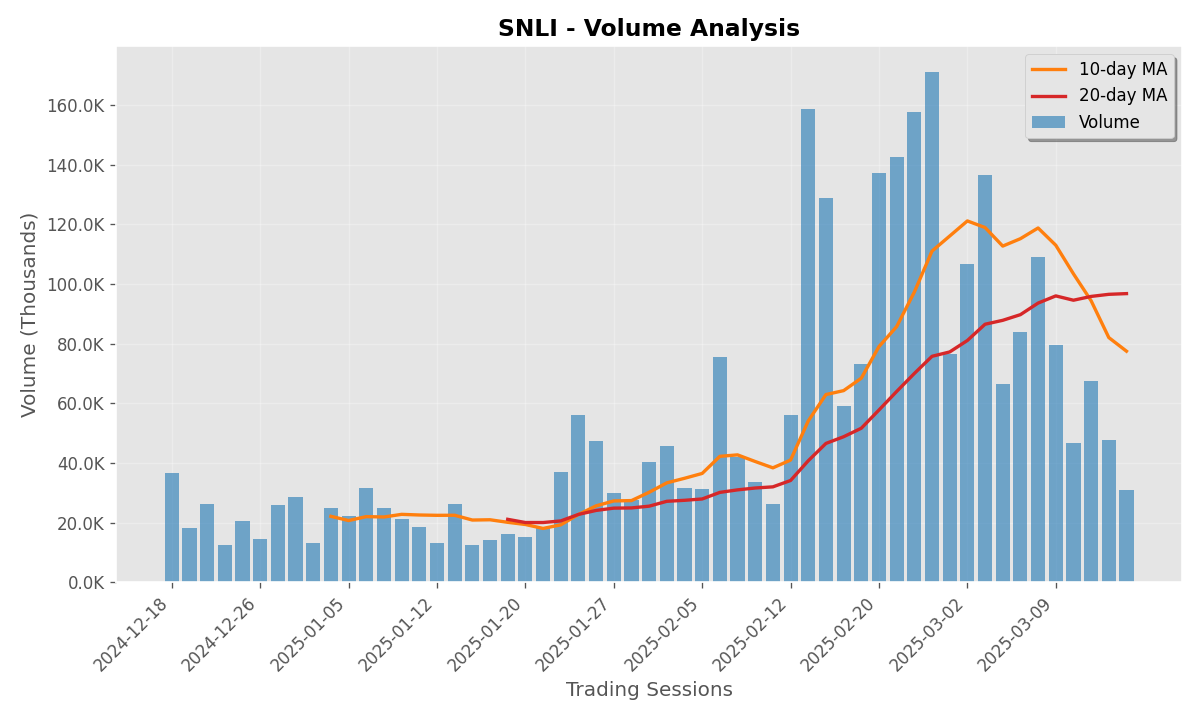 SNLI - Volume Analysis
10-day MA
20-day MA
Volume
Volume (Thousands)
160.0K
140.0K
120.0K
100.0K
80.0K
60.0K
40.0K
20.0K
0.0K
2024-12-18
2024-12-26
2025-01-05
2025-01-12
2025-01-20
2025-01-27
2025-02-05
2025-02-12
2025-02-20
2025-03-02
2025-03-09
Trading Sessions